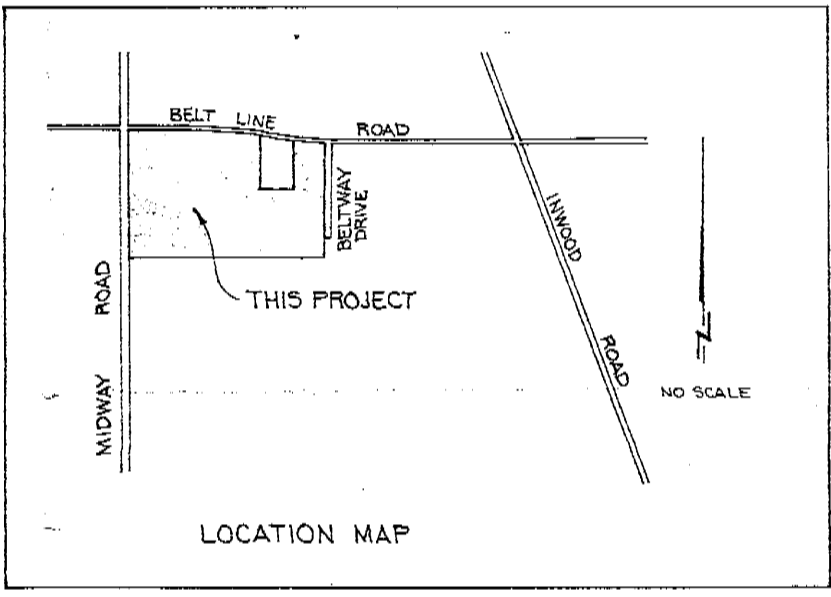 BELT LINE ROAD
BELTWAY
DRIVE
INWOOD
ROAD
THIS PROJECT
MIDWAY ROAD
N
NO SCALE
LOCATION MAP